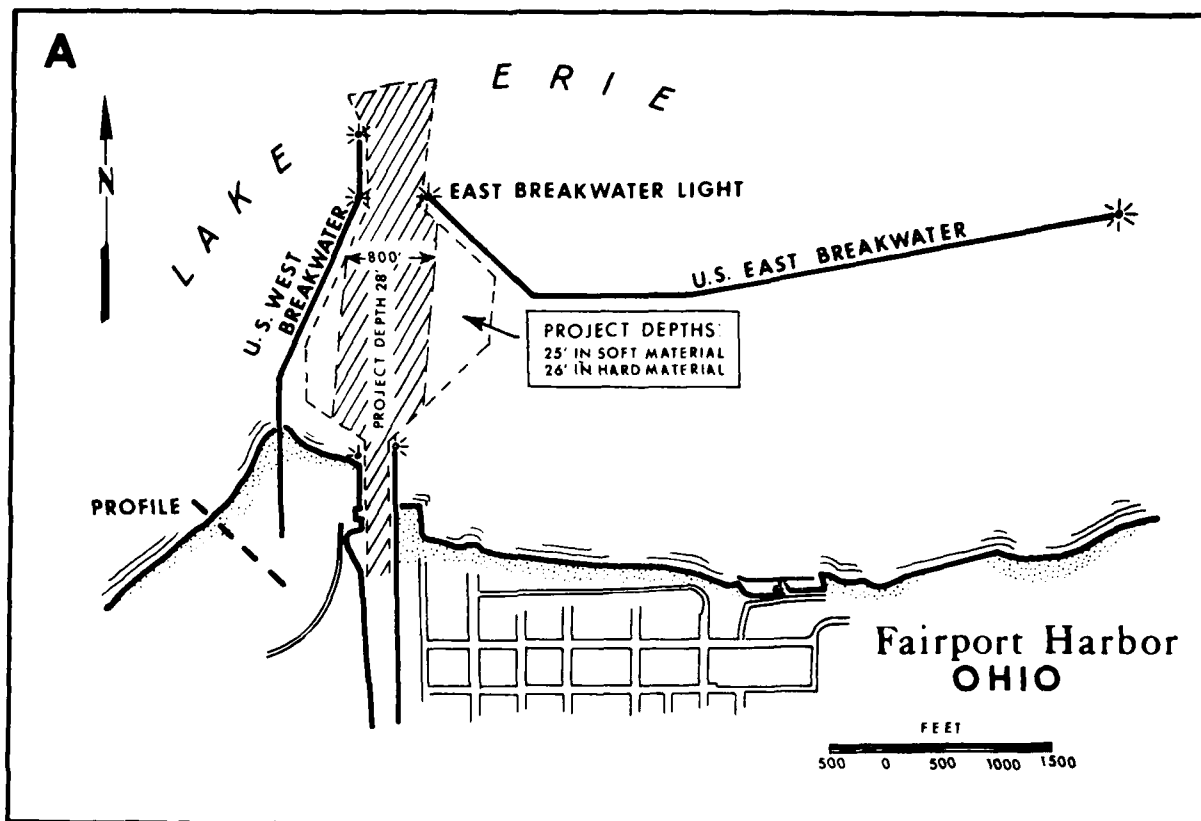 A
LAKE ERIE
N
EAST BREAKWATER LIGHT
U.S. WEST
BREAKWATER
800'
PROJECT DEPTH 28'
U.S. EAST BREAKWATER
PROJECT DEPTHS:
25' IN SOFT MATERIAL
26' IN HARD MATERIAL
PROFILE
Fairport Harbor
OHIO
FEET
500 0 500 1000 1500